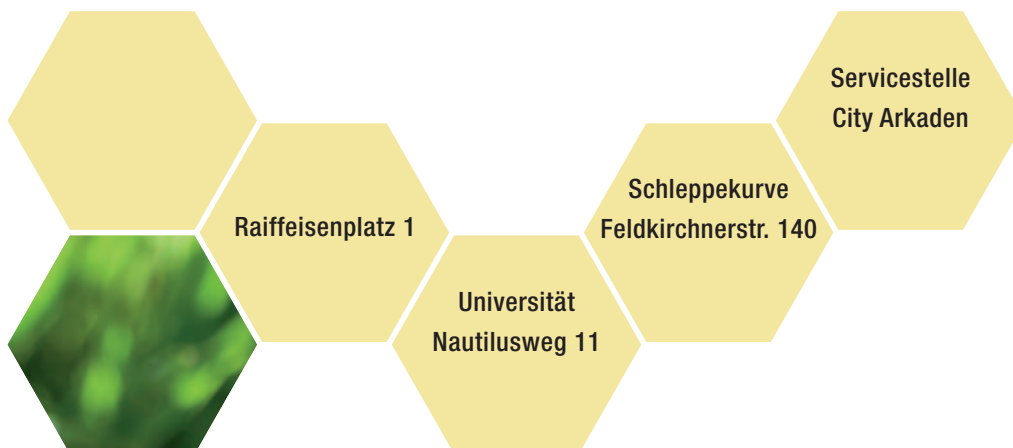 Servicestelle
City Arkaden
Schleppekurve
Feldkirchnerstr. 140
Raiffeisenplatz 1
Universität
Nautilusweg 11